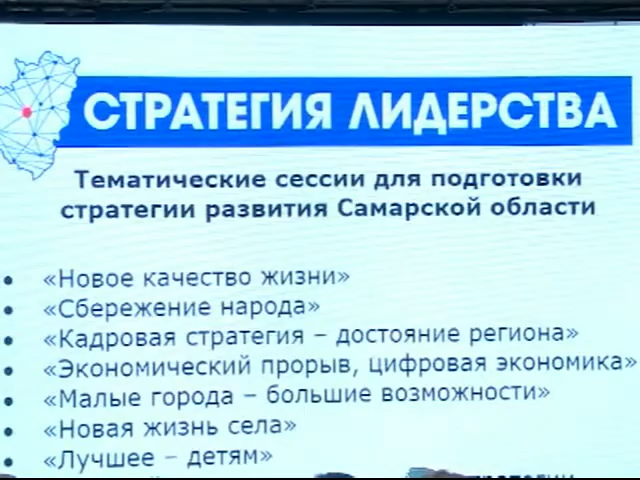 СТРАТЕГИЯ ЛИДЕРСТВА
Тематические сессии для подготовки
стратегии развития Самарской области
• «Новое качество жизни»
• «Сбережение народа»
• «Кадровая стратегия – достояние региона»
• «Экономический прорыв, цифровая экономика»
• «Малые города – большие возможности»
• «Новая жизнь села»
• «Лучшее – детям»